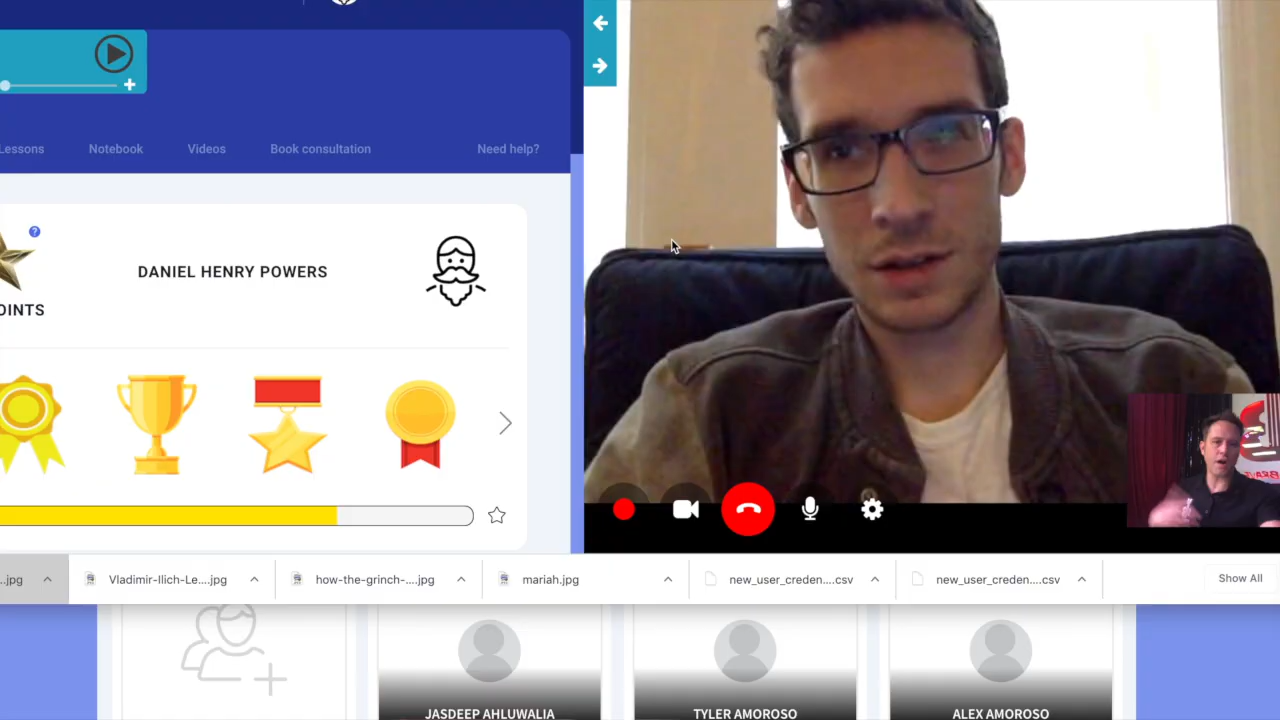 Lessons
Notebook
Videos
Book consultation
Need help?
?
DANIEL HENRY POWERS
OINTS
...jpg
Vladimir-Ilich-Le....jpg
how-the-grinch-....jpg
mariah.jpg
new_user_creden....csv
new_user_creden....csv
Show All
JASDEEP AHLUWALIA
TYLER AMOROSO
ALEX AMOROSO